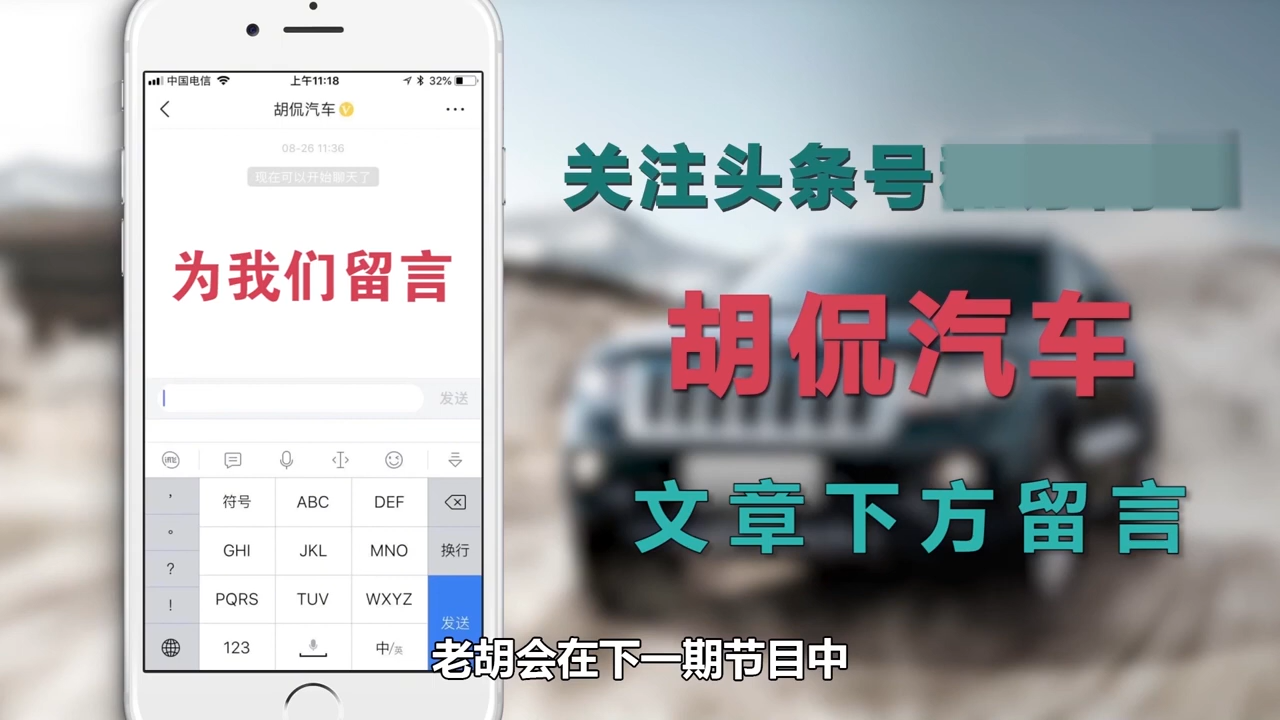 中国电信 上午11:18 32%
胡侃汽车
08-26 11:36
现在可以开始聊天了
为我们留言
发送
, 符号 ABC DEF
。 GHI JKL MNO 换行
? PQRS TUV WXYZ
! 发送
123 中/英
关注头条号
胡侃汽车
文章下方留言
老胡会在下一期节目中